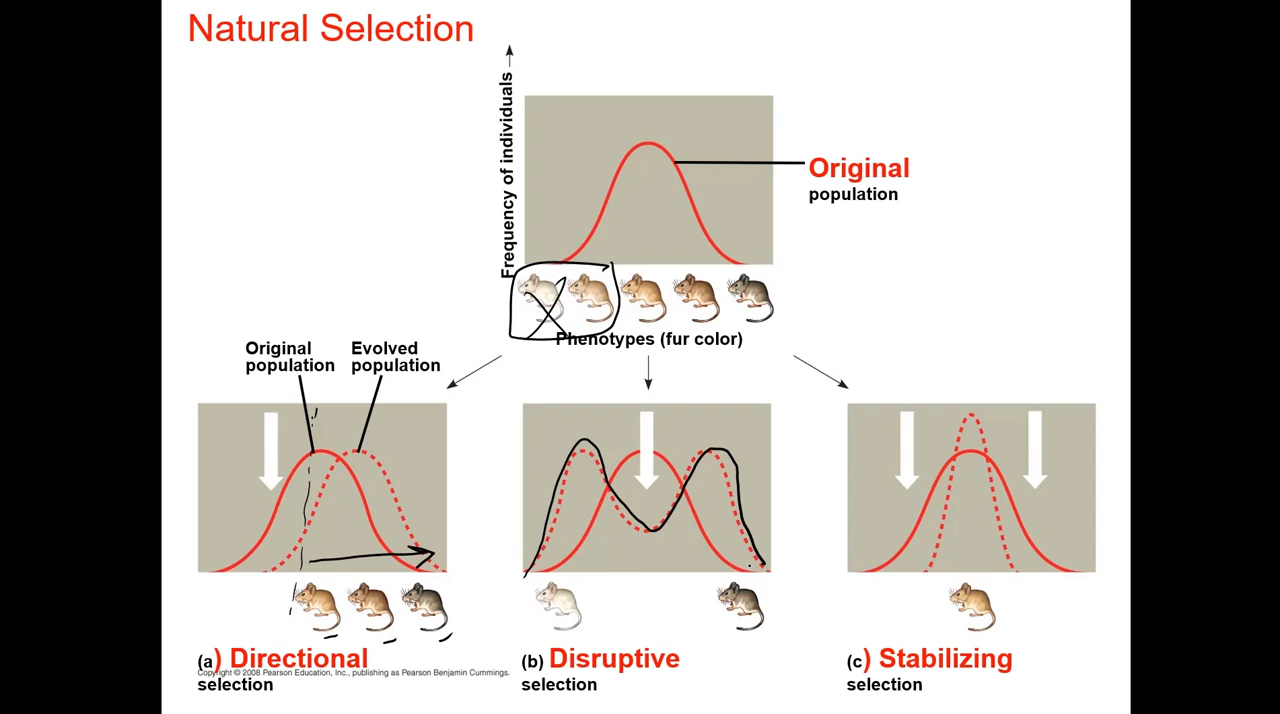 Natural Selection
Frequency of individuals
Original
population
Phenotypes (fur color)
Original
population
Evolved
population
(a) Directional
Copyright © 2008 Pearson Education, Inc., publishing as Pearson Benjamin Cummings.
selection
(b) Disruptive
selection
(c) Stabilizing
selection